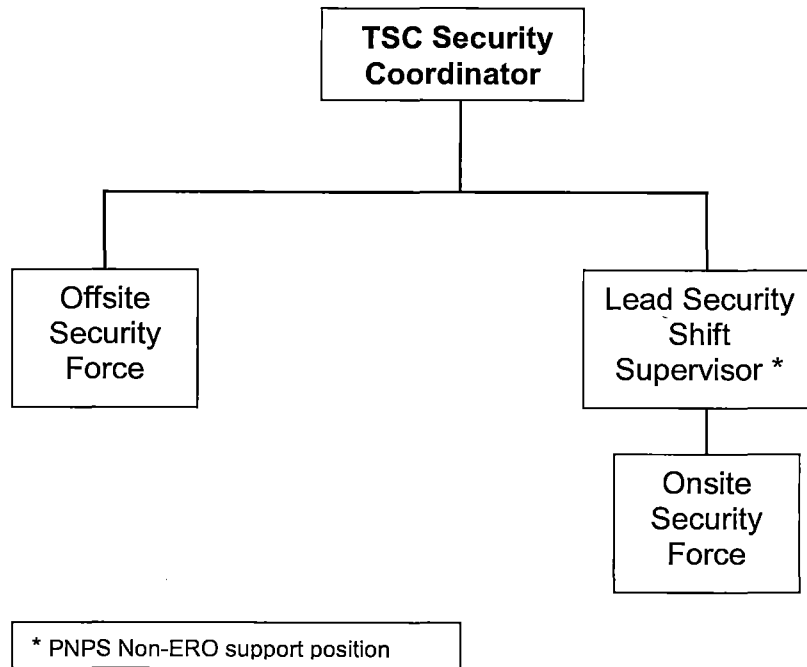 TSC Security
Coordinator
Offsite
Security
Force
Lead Security
Shift
Supervisor *
Onsite
Security
Force
* PNPS Non-ERO support position